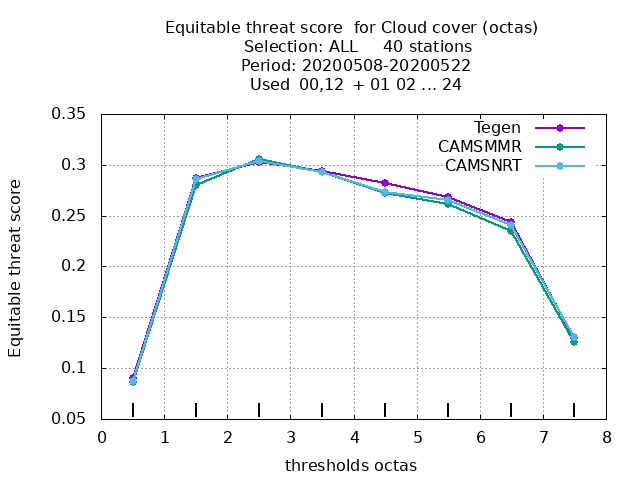 Equitable threat score  for Cloud cover (octas)
Selection: ALL     40 stations
Period: 20200508-20200522
Used  00,12  + 01 02 ... 24
0.35
0.3
0.25
0.2
0.15
0.1
0.05
Equitable threat score
Tegen
CAMSMMR
CAMSNRT
0 1 2 3 4 5 6 7 8
thresholds octas